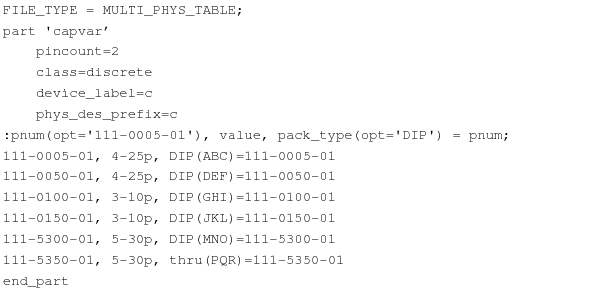 FILE_TYPE = MULTI_PHYS_TABLE;
part 'capvar’
pincount=2
class=discrete
device_label=c
phys_des_prefix=c
:pnum(opt='111-0005-01'), value, pack_type(opt='DIP') = pnum;
111-0005-01, 4-25p, DIP(ABC)=111-0005-01
111-0050-01, 4-25p, DIP(DEF)=111-0050-01
111-0100-01, 3-10p, DIP(GHI)=111-0100-01
111-0150-01, 3-10p, DIP(JKL)=111-0150-01
111-5300-01, 5-30p, DIP(MNO)=111-5300-01
111-5350-01, 5-30p, thru(PQR)=111-5350-01
end_part